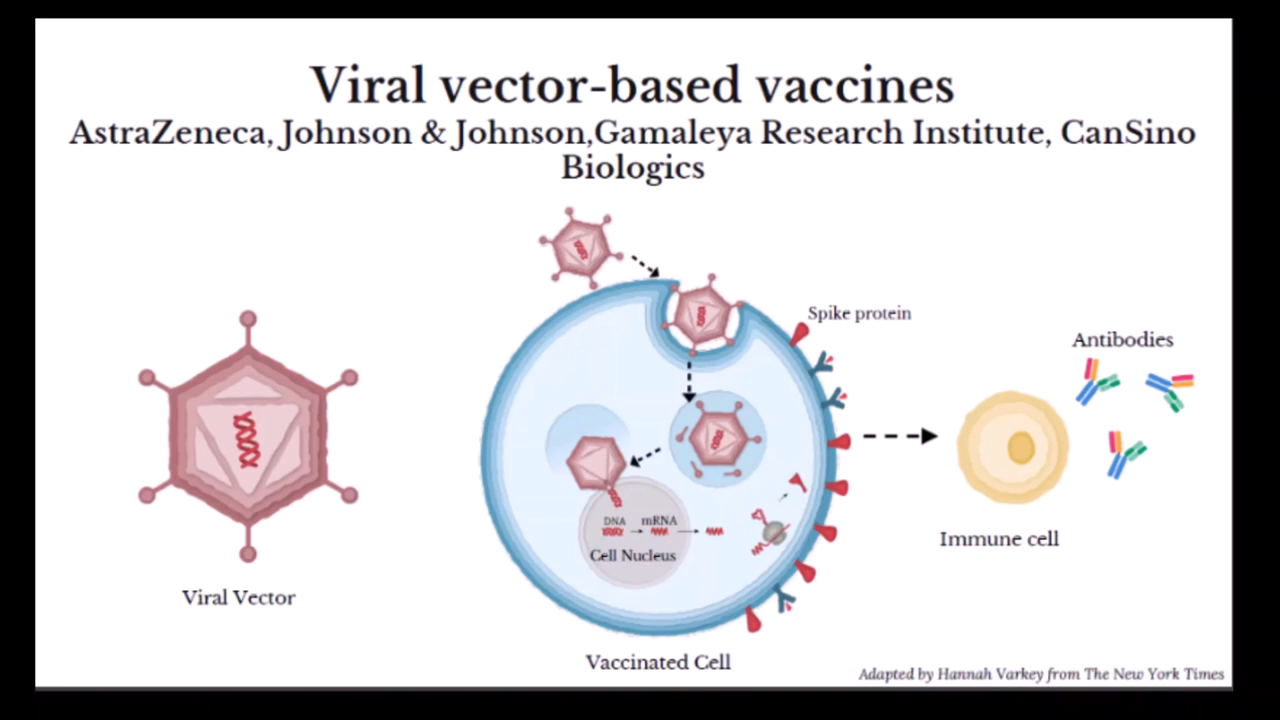 Viral vector-based vaccines
AstraZeneca, Johnson & Johnson,Gamaleya Research Institute, CanSino
Biologics
Spike protein
Antibodies
DNA
mRNA
Cell Nucleus
Immune cell
Viral Vector
Vaccinated Cell
Adapted by Hannah Varkey from The New York Times